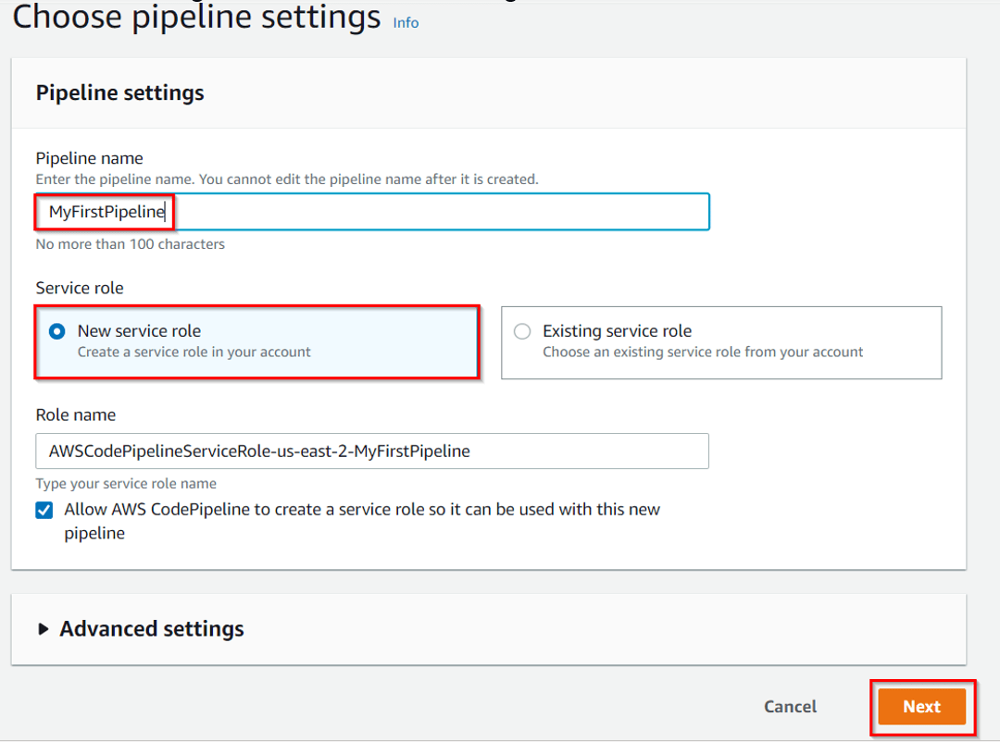 Choose pipeline settings Info
Pipeline settings
Pipeline name
Enter the pipeline name. You cannot edit the pipeline name after it is created.
MyFirstPipeline
No more than 100 characters
Service role
New service role
Create a service role in your account
Existing service role
Choose an existing service role from your account
Role name
AWSCodePipelineServiceRole-us-east-2-MyFirstPipeline
Type your service role name
Allow AWS CodePipeline to create a service role so it can be used with this new
pipeline
Advanced settings
Cancel
Next